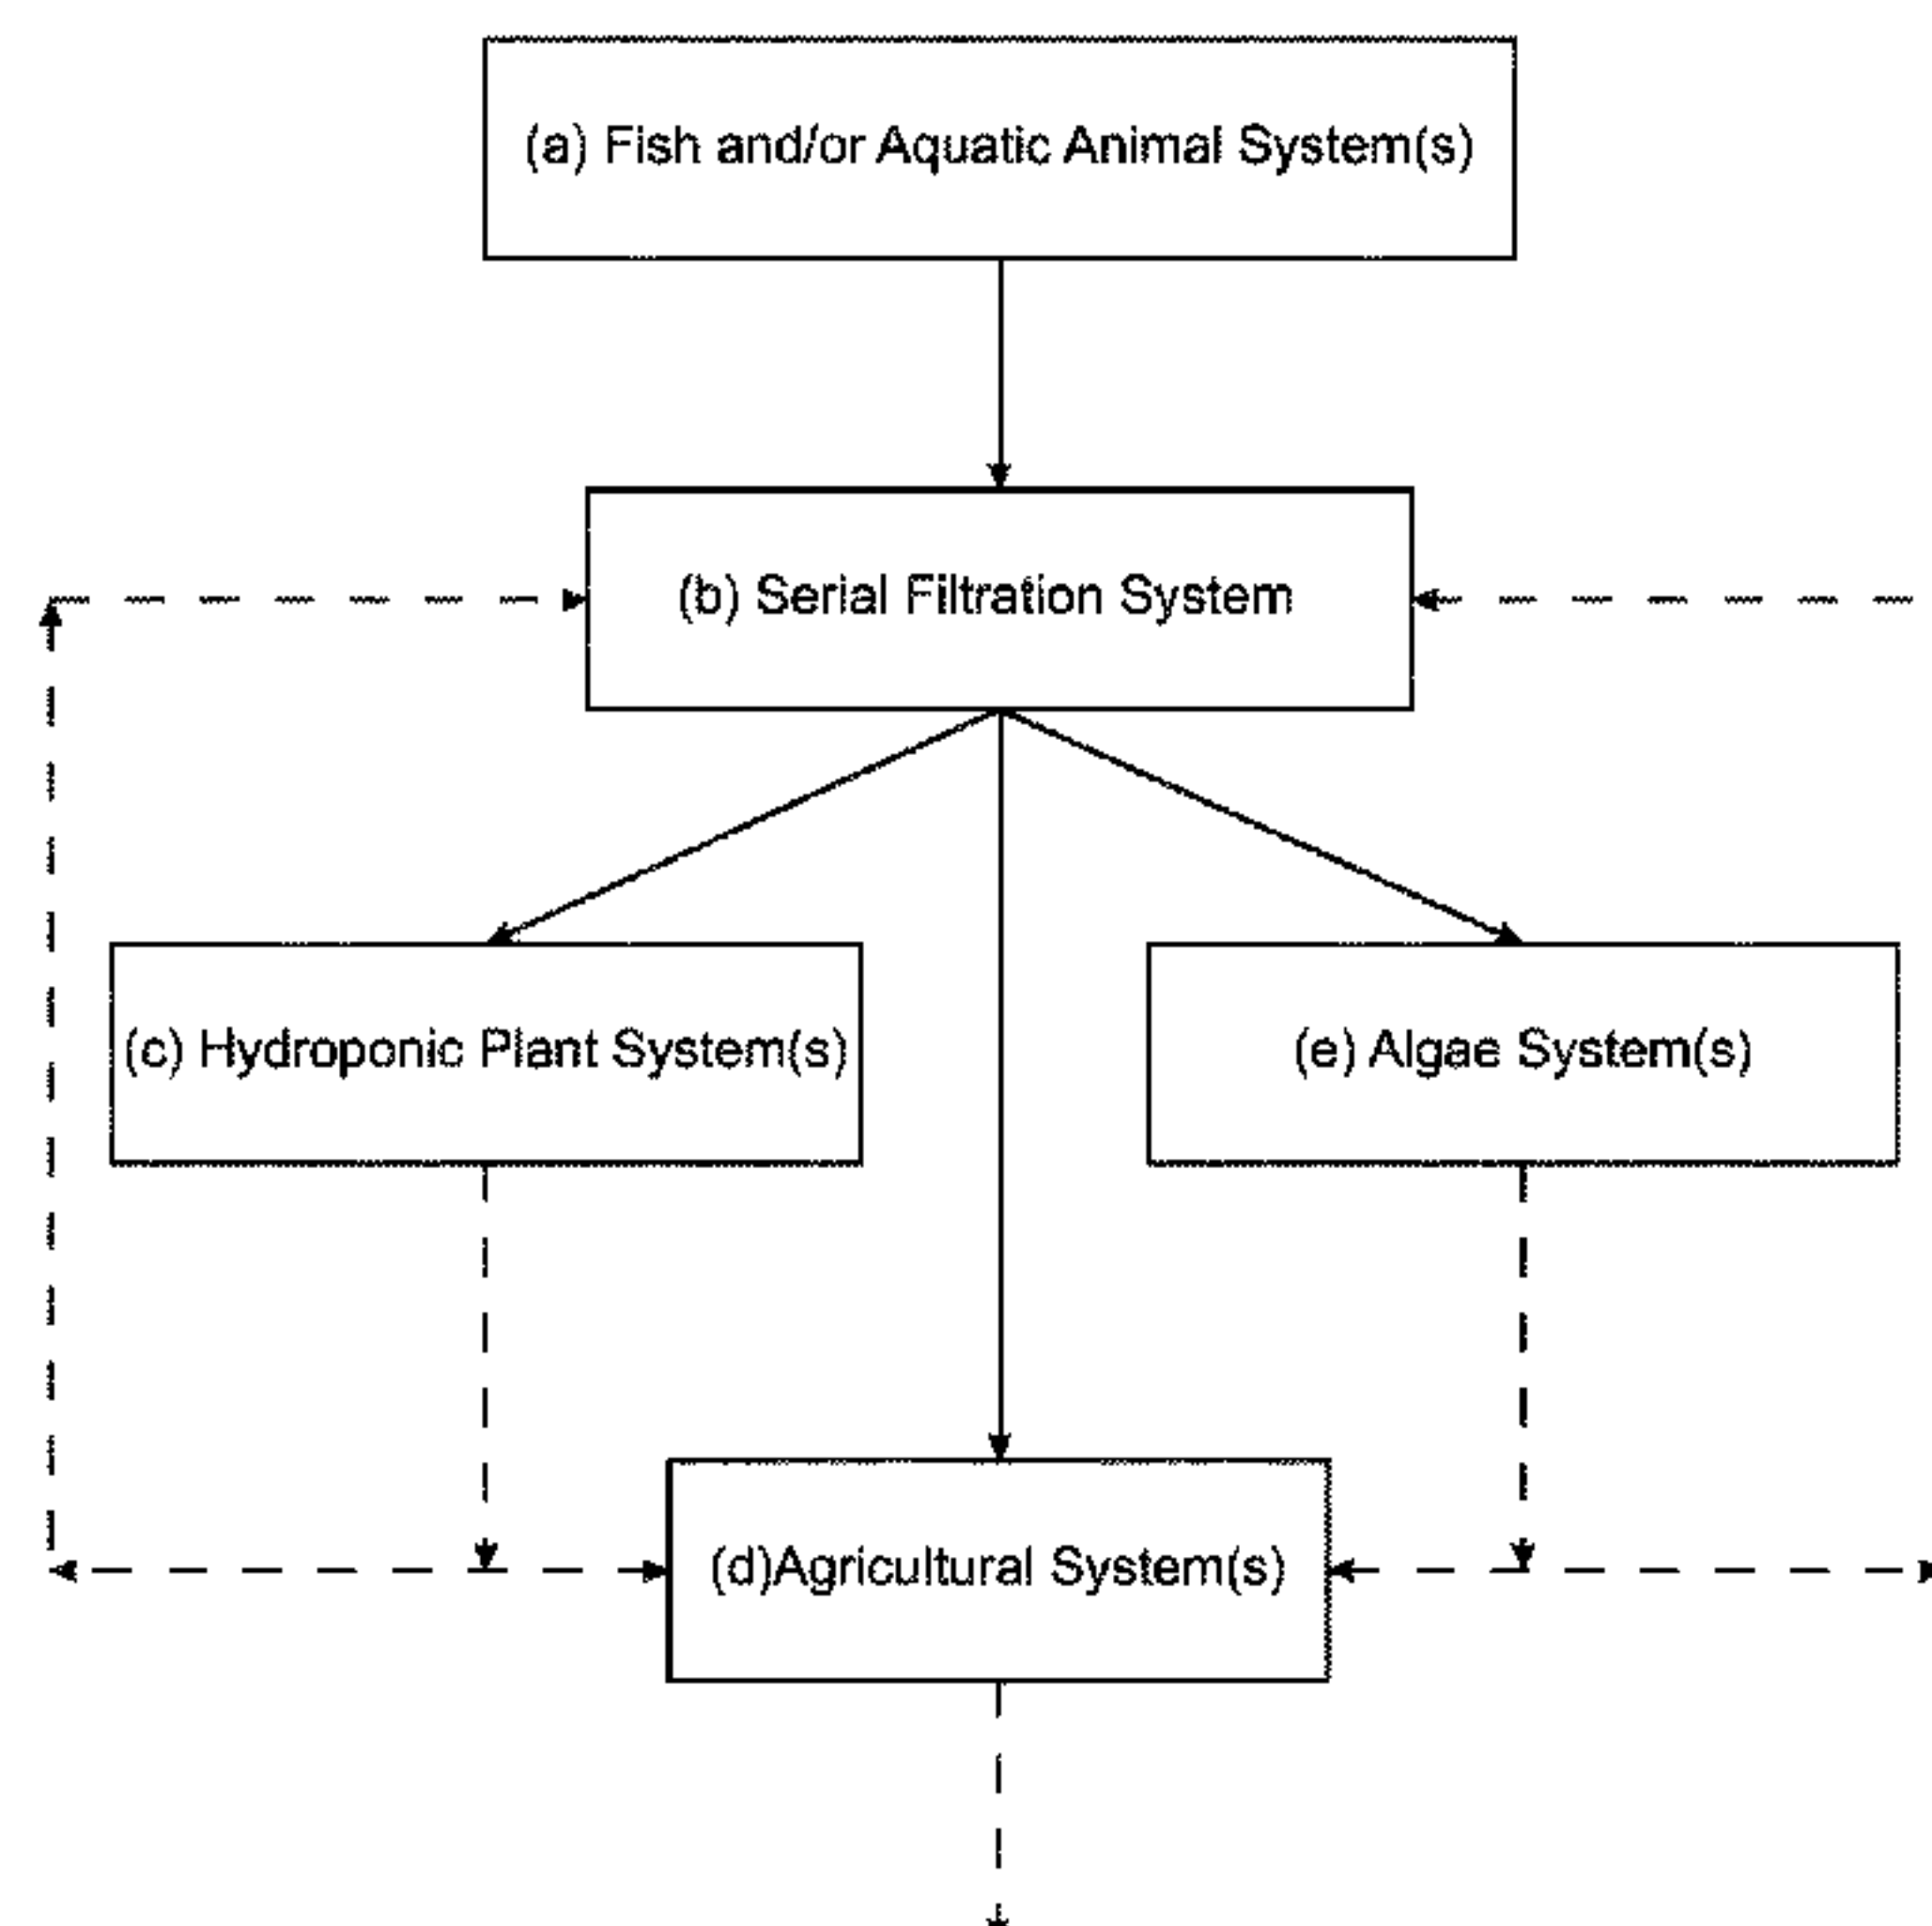 (a) Fish and/or Aquatic Animal System(s)
(b) Serial Filtration System
(c) Hydroponic Plant System(s)
(e) Algae System(s)
(d)Agricultural System(s)